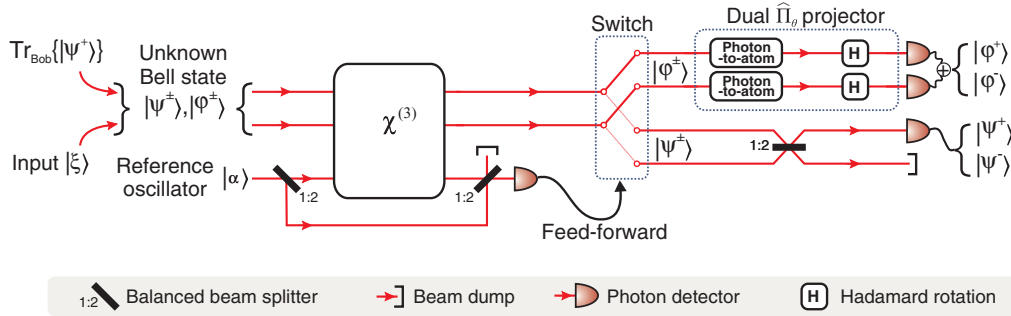 Switch
Dual Π̂_θ projector
Tr_Bob{|Ψ⁺⟩}
Unknown
Bell state
|ψ^±⟩,|φ^±⟩
Input |ξ⟩
Reference
oscillator
|α⟩
1:2
χ^(3)
1:2
Feed-forward
|φ^±⟩
|ψ^±⟩
Photon
-to-atom
H
Photon
-to-atom
H
|φ⁺⟩
|φ⁻⟩
1:2
|Ψ⁺⟩
|Ψ⁻⟩
1:2 Balanced beam splitter
Beam dump
Photon detector
H Hadamard rotation